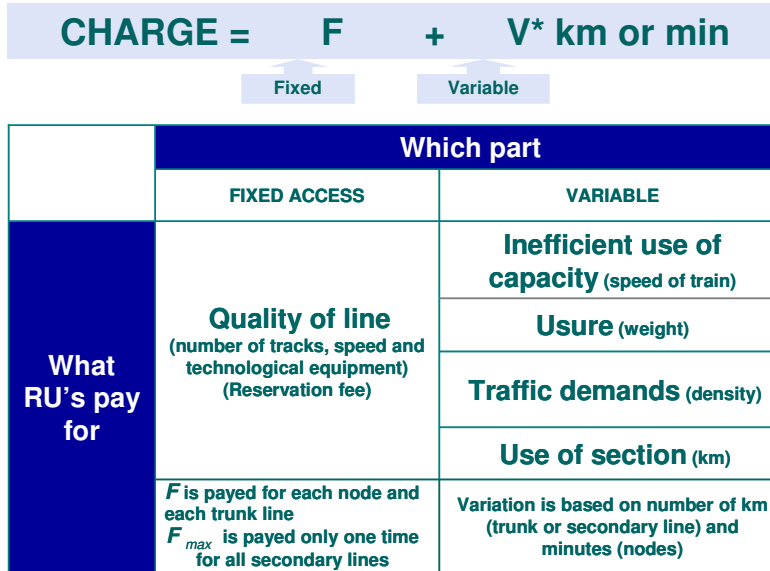 CHARGE = F + V* km or min
Fixed Variable
Which part
FIXED ACCESS VARIABLE
What
RU's pay
for
Quality of line
(number of tracks, speed and
technological equipment)
(Reservation fee)
Inefficient use of
capacity (speed of train)
Usure (weight)
Traffic demands (density)
Use of section (km)
F is payed for each node and
each trunk line
F max is payed only one time
for all secondary lines
Variation is based on number of km
(trunk or secondary line) and
minutes (nodes)